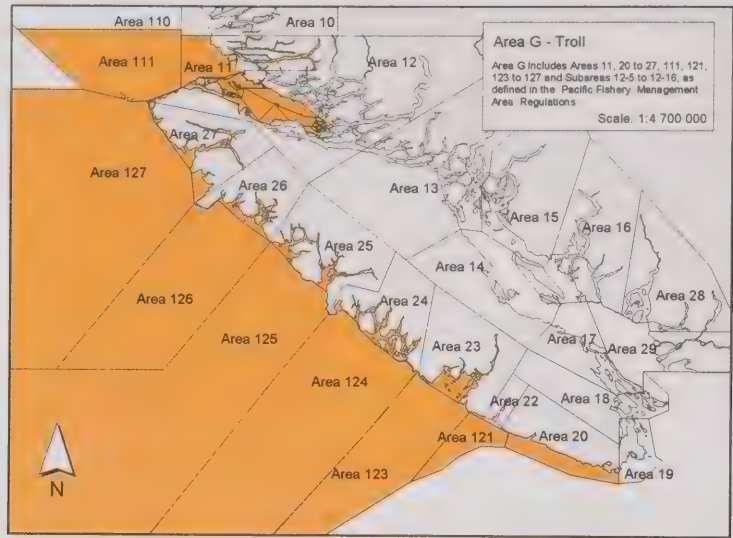 Area 110
Area 10
Area 111
Area 11
Area 12
Area G - Troll
Area G Includes Areas 11, 20 to 27, 111, 121,
123 to 127 and Subareas 12-5 to 12-16, as
defined in the Pacific Fishery Management
Area Regulations
Scale. 1:4 700 000
Area 27
Area 127
Area 26
Area 13
Area 15
Area 16
Area 25
Area 14
Area 28
Area 126
Area 24
Area 125
Area 23
Area 17
Area 29
Area 124
Area 22
Area 18
Area 121
Area 20
Area 123
Area 19
N